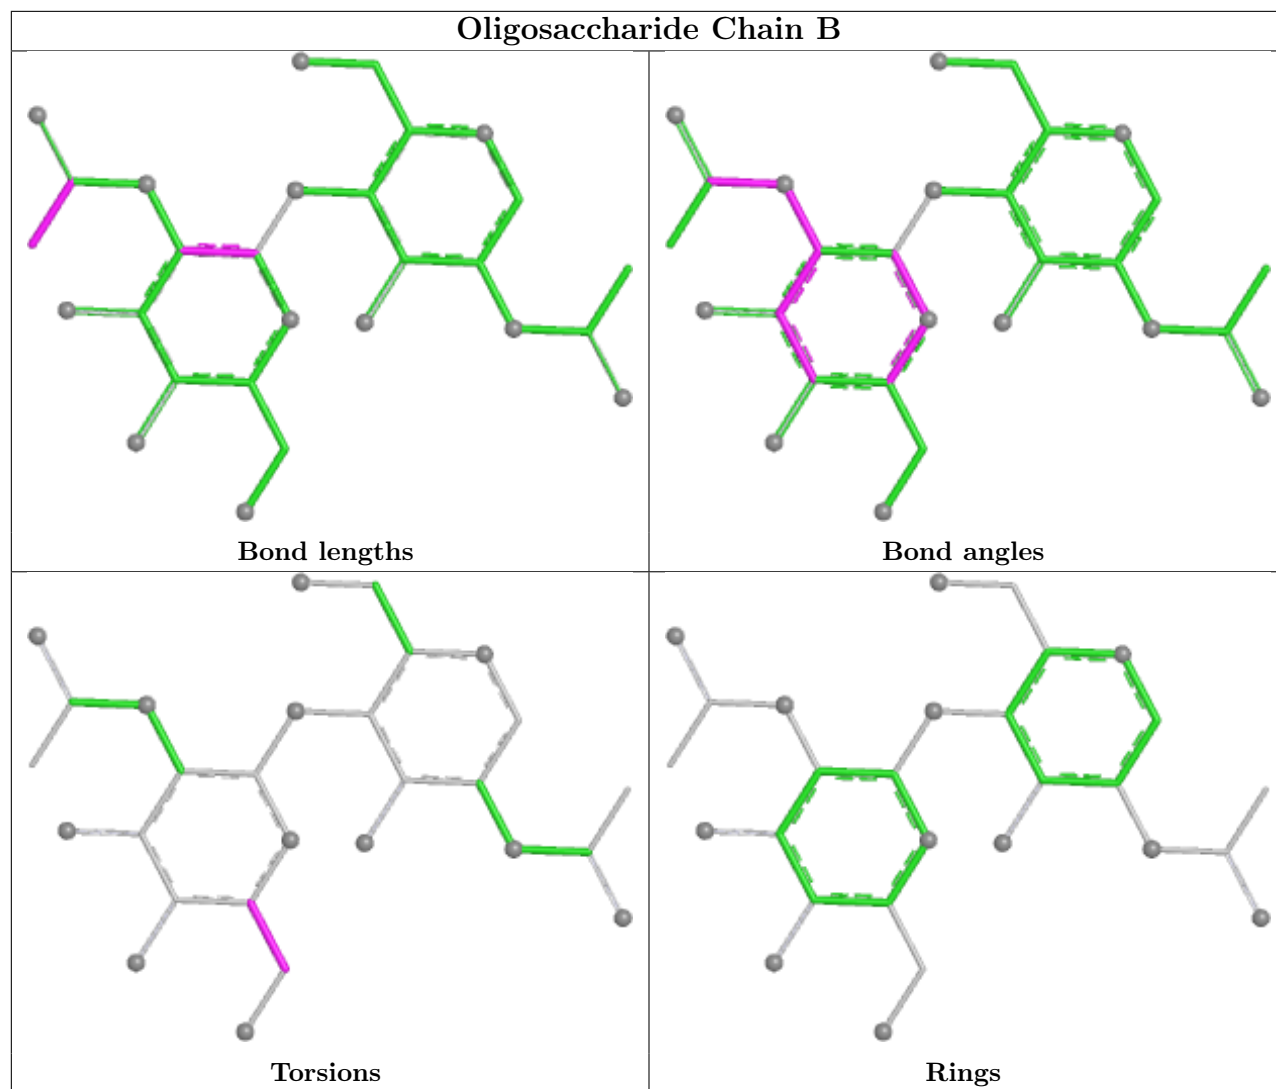 Oligosaccharide Chain B
Bond lengths
Bond angles
Torsions
Rings